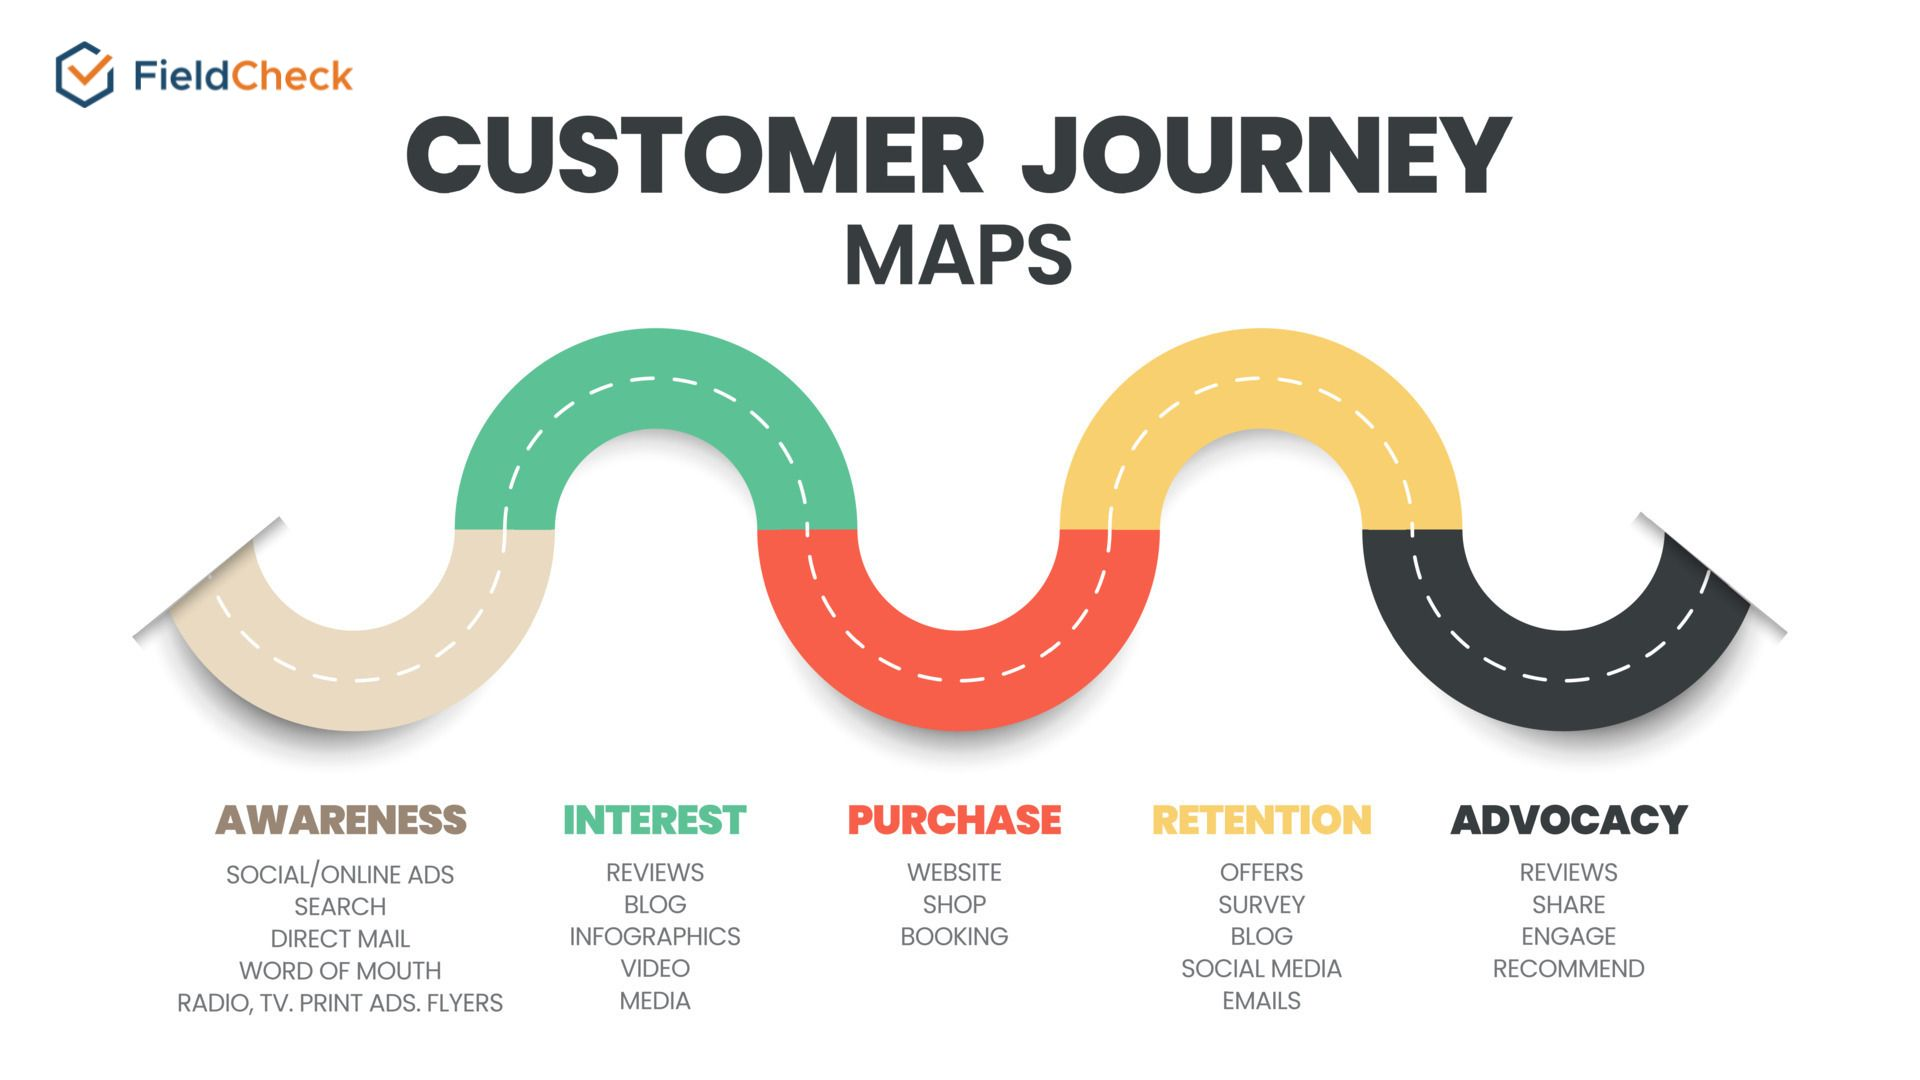 FieldCheck
CUSTOMER JOURNEY
MAPS
AWARENESS
SOCIAL/ONLINE ADS
SEARCH
DIRECT MAIL
WORD OF MOUTH
RADIO, TV. PRINT ADS. FLYERS
INTEREST
REVIEWS
BLOG
INFOGRAPHICS
VIDEO
MEDIA
PURCHASE
WEBSITE
SHOP
BOOKING
RETENTION
OFFERS
SURVEY
BLOG
SOCIAL MEDIA
EMAILS
ADVOCACY
REVIEWS
SHARE
ENGAGE
RECOMMEND